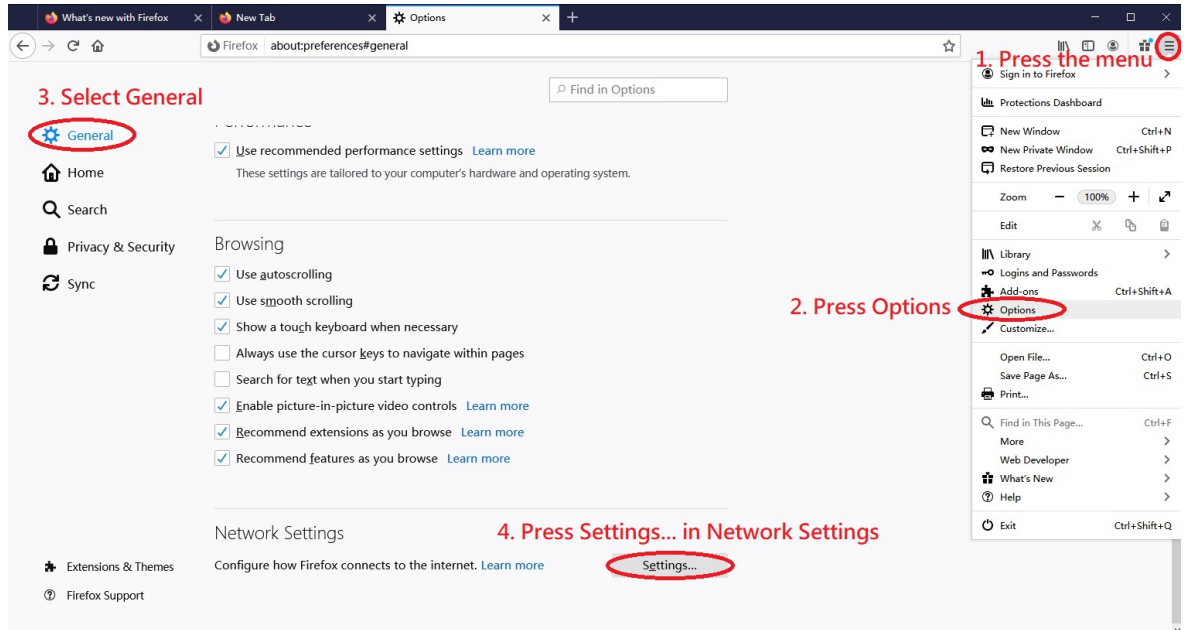 What's new with Firefox
New Tab
Options
Firefox about:preferences#general
1. Press the menu
3. Select General
Find in Options
General
Home
Search
Privacy & Security
Sync
Extensions & Themes
Firefox Support
Performance
Use recommended performance settings Learn more
These settings are tailored to your computer's hardware and operating system.
Browsing
Use autoscrolling
Use smooth scrolling
Show a touch keyboard when necessary
Always use the cursor keys to navigate within pages
Search for text when you start typing
Enable picture-in-picture video controls Learn more
Recommend extensions as you browse Learn more
Recommend features as you browse Learn more
Network Settings
4. Press Settings... in Network Settings
Configure how Firefox connects to the internet. Learn more Settings...
2. Press Options
Sign in to Firefox
Protections Dashboard
New Window Ctrl+N
New Private Window Ctrl+Shift+P
Restore Previous Session
Zoom 100%
Edit
Library
Logins and Passwords
Add-ons Ctrl+Shift+A
Options
Customize...
Open File... Ctrl+O
Save Page As... Ctrl+S
Print...
Find in This Page... Ctrl+F
More
Web Developer
What's New
Help
Exit Ctrl+Shift+Q